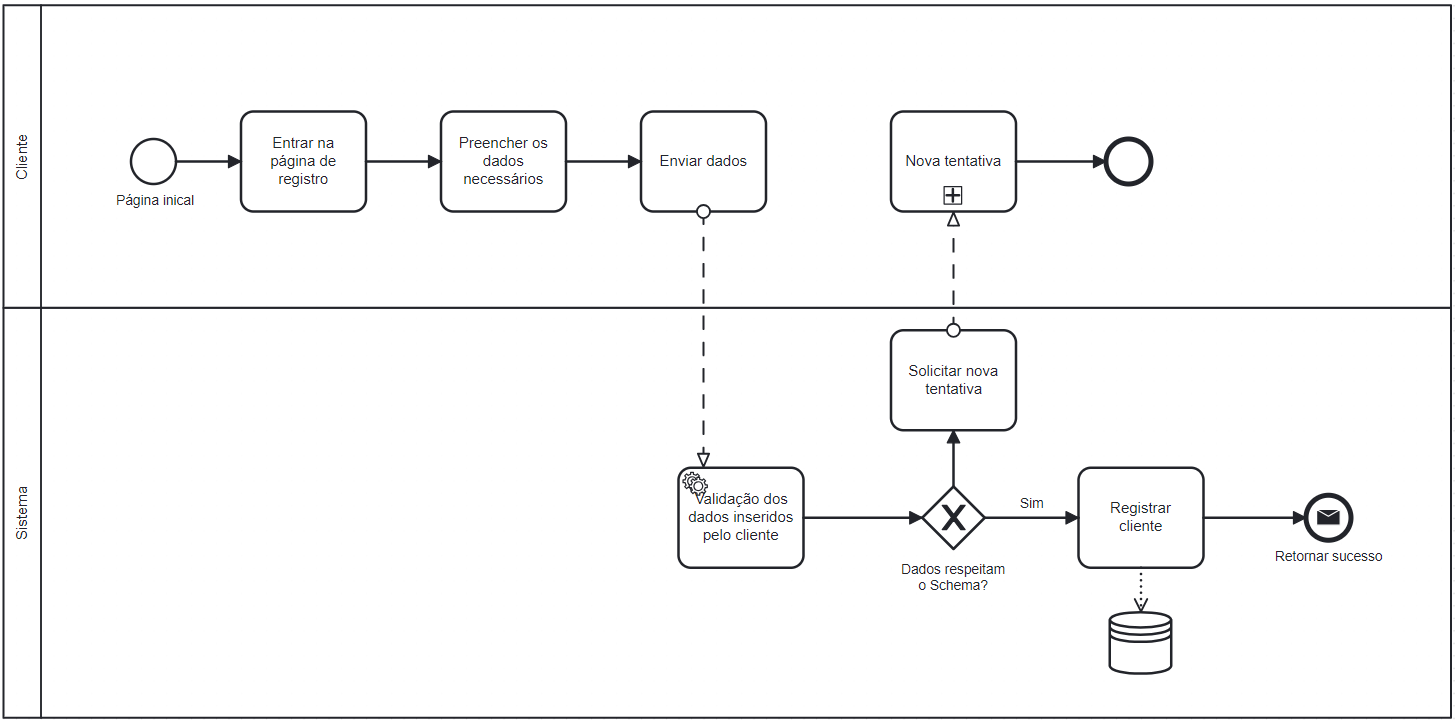 Cliente
Página inical
Entrar na
página de
registro
Preencher os
dados
necessários
Enviar dados
Nova tentativa
Sistema
Solicitar nova
tentativa
Validação dos
dados inseridos
pelo cliente
Dados respeitam
o Schema?
Sim
Registrar
cliente
Retornar sucesso